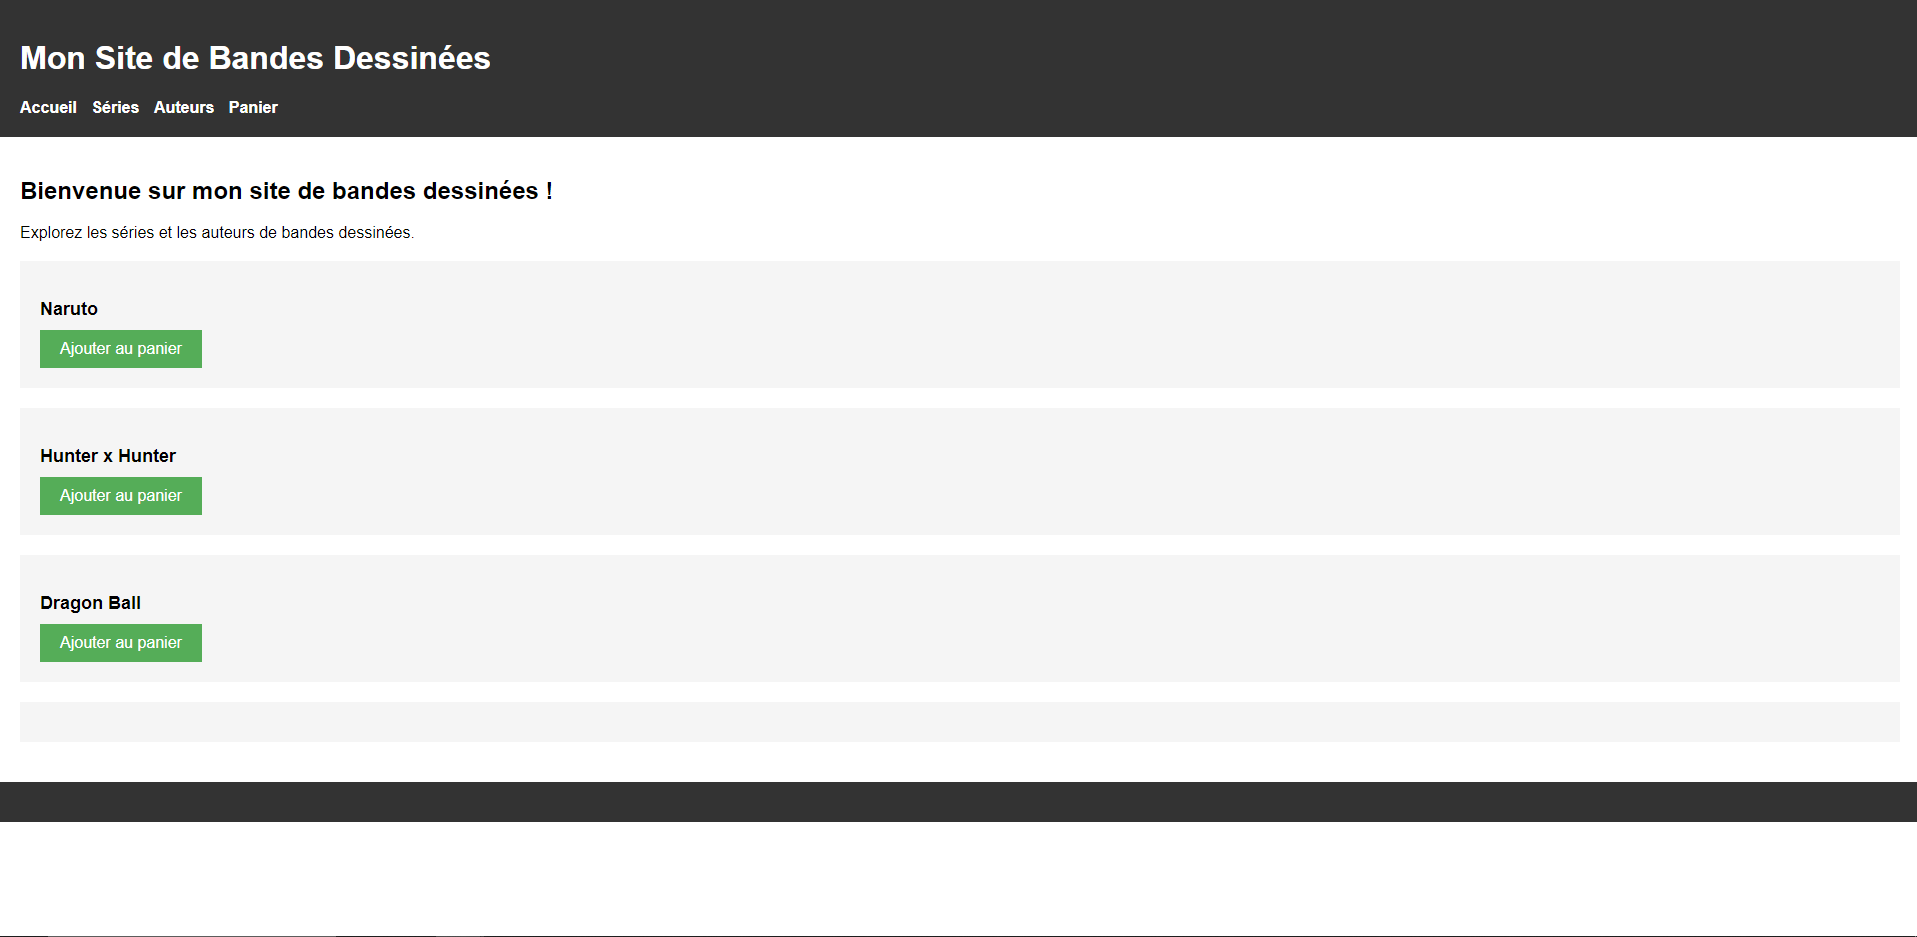 Mon Site de Bandes Dessinées
Accueil Séries Auteurs Panier
Bienvenue sur mon site de bandes dessinées !
Explorez les séries et les auteurs de bandes dessinées.
Naruto
Ajouter au panier
Hunter x Hunter
Ajouter au panier
Dragon Ball
Ajouter au panier